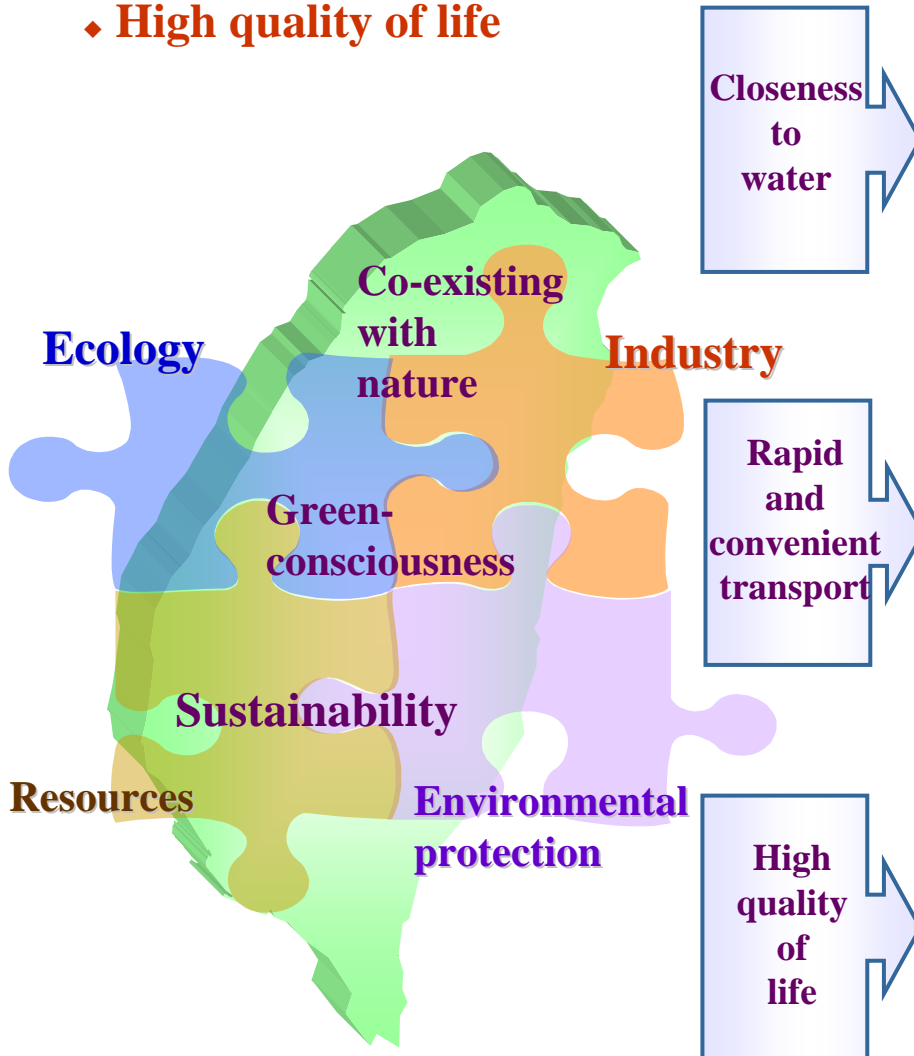 ◆ High quality of life
Closeness
to
water
Co-existing
with
nature
Ecology
Industry
Rapid
and
convenient
transport
Green-
consciousness
Sustainability
Resources
Environmental
protection
High
quality
of
life